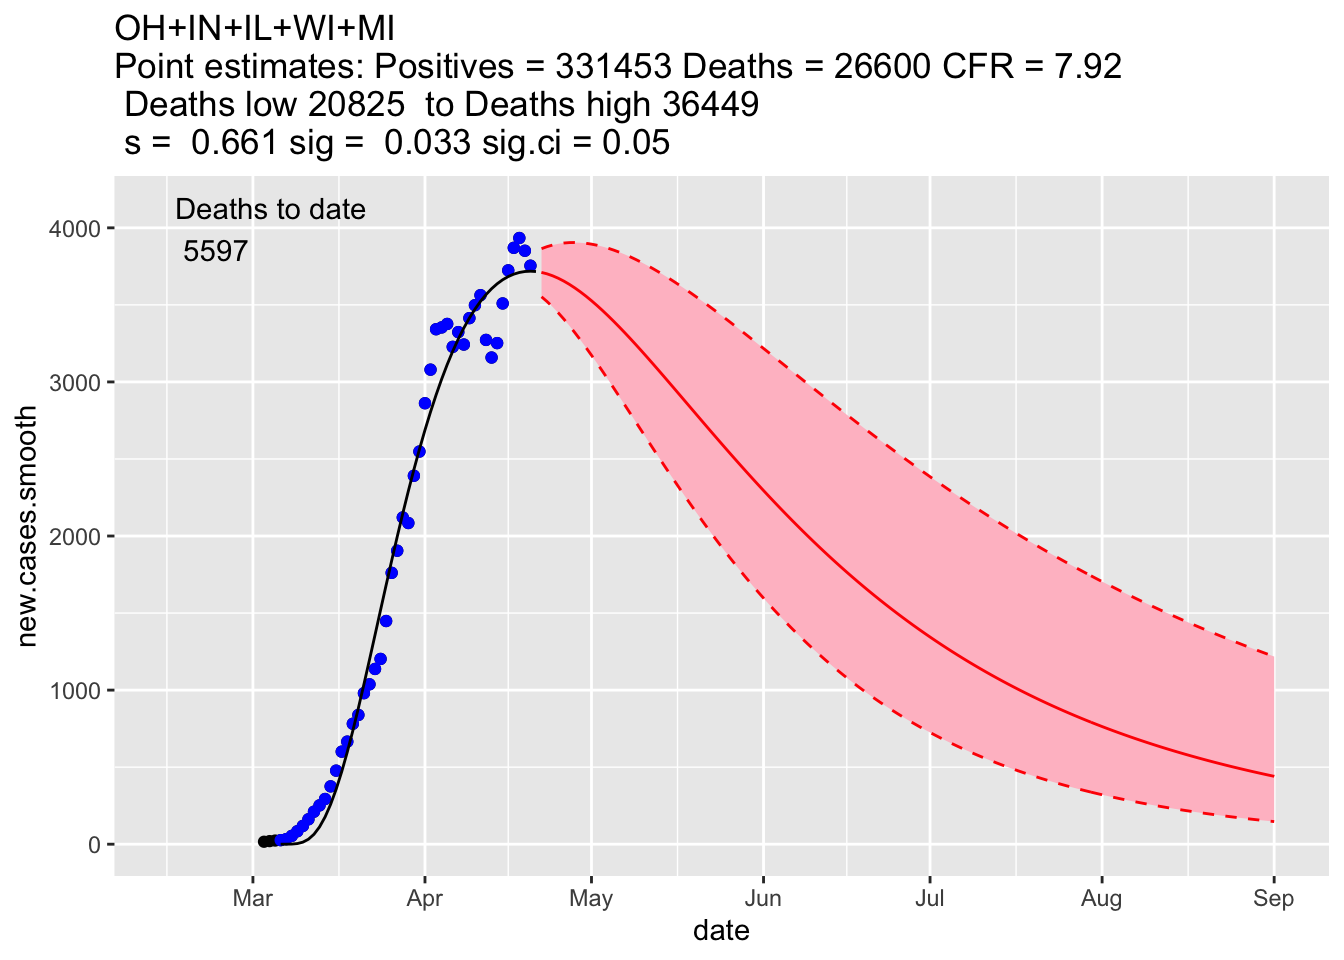 OH+IN+IL+WI+MI
Point estimates: Positives = 331453 Deaths = 26600 CFR = 7.92
Deaths low 20825  to Deaths high 36449
s =  0.661 sig =  0.033 sig.ci = 0.05
Deaths to date
5597
4000
3000
2000
1000
0
new.cases.smooth
Mar Apr May Jun Jul Aug Sep
date